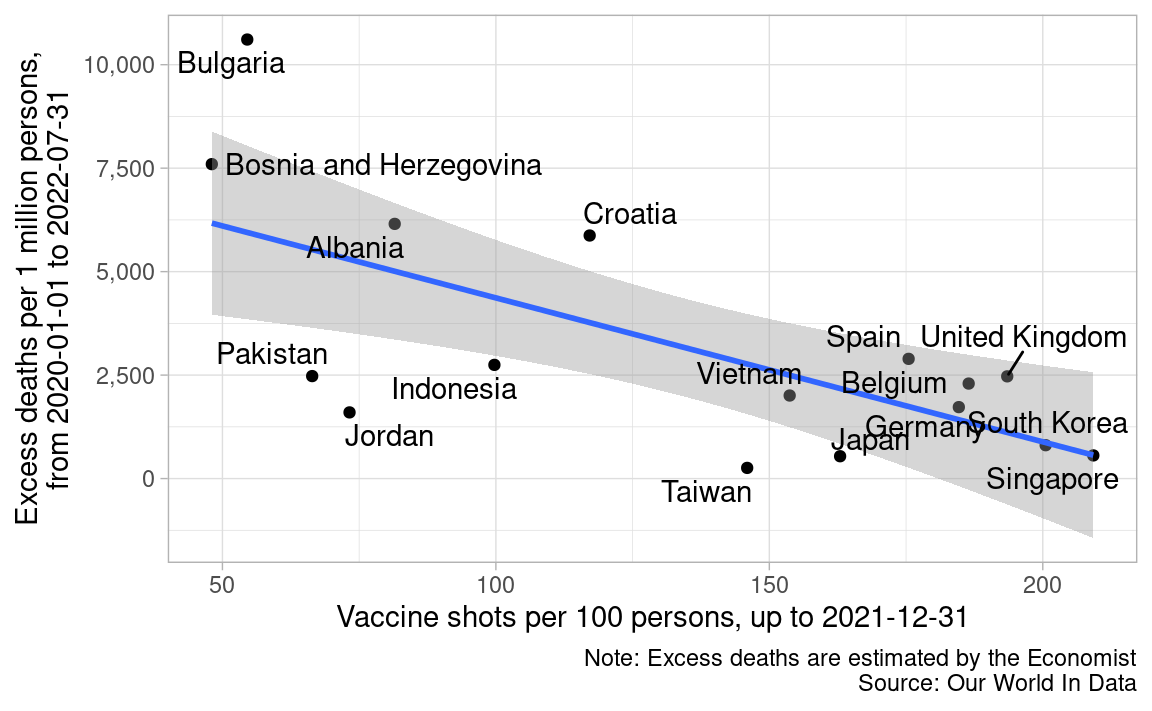 Excess deaths per 1 million persons,
from 2020-01-01 to 2022-07-31
10,000
7,500
5,000
2,500
0
Bulgaria
Bosnia and Herzegovina
Croatia
Albania
Spain
United Kingdom
Pakistan
Vietnam
Belgium
Indonesia
Germany
South Korea
Jordan
Japan
Taiwan
Singapore
50
100
150
200
Vaccine shots per 100 persons, up to 2021-12-31
Note: Excess deaths are estimated by the Economist
Source: Our World In Data